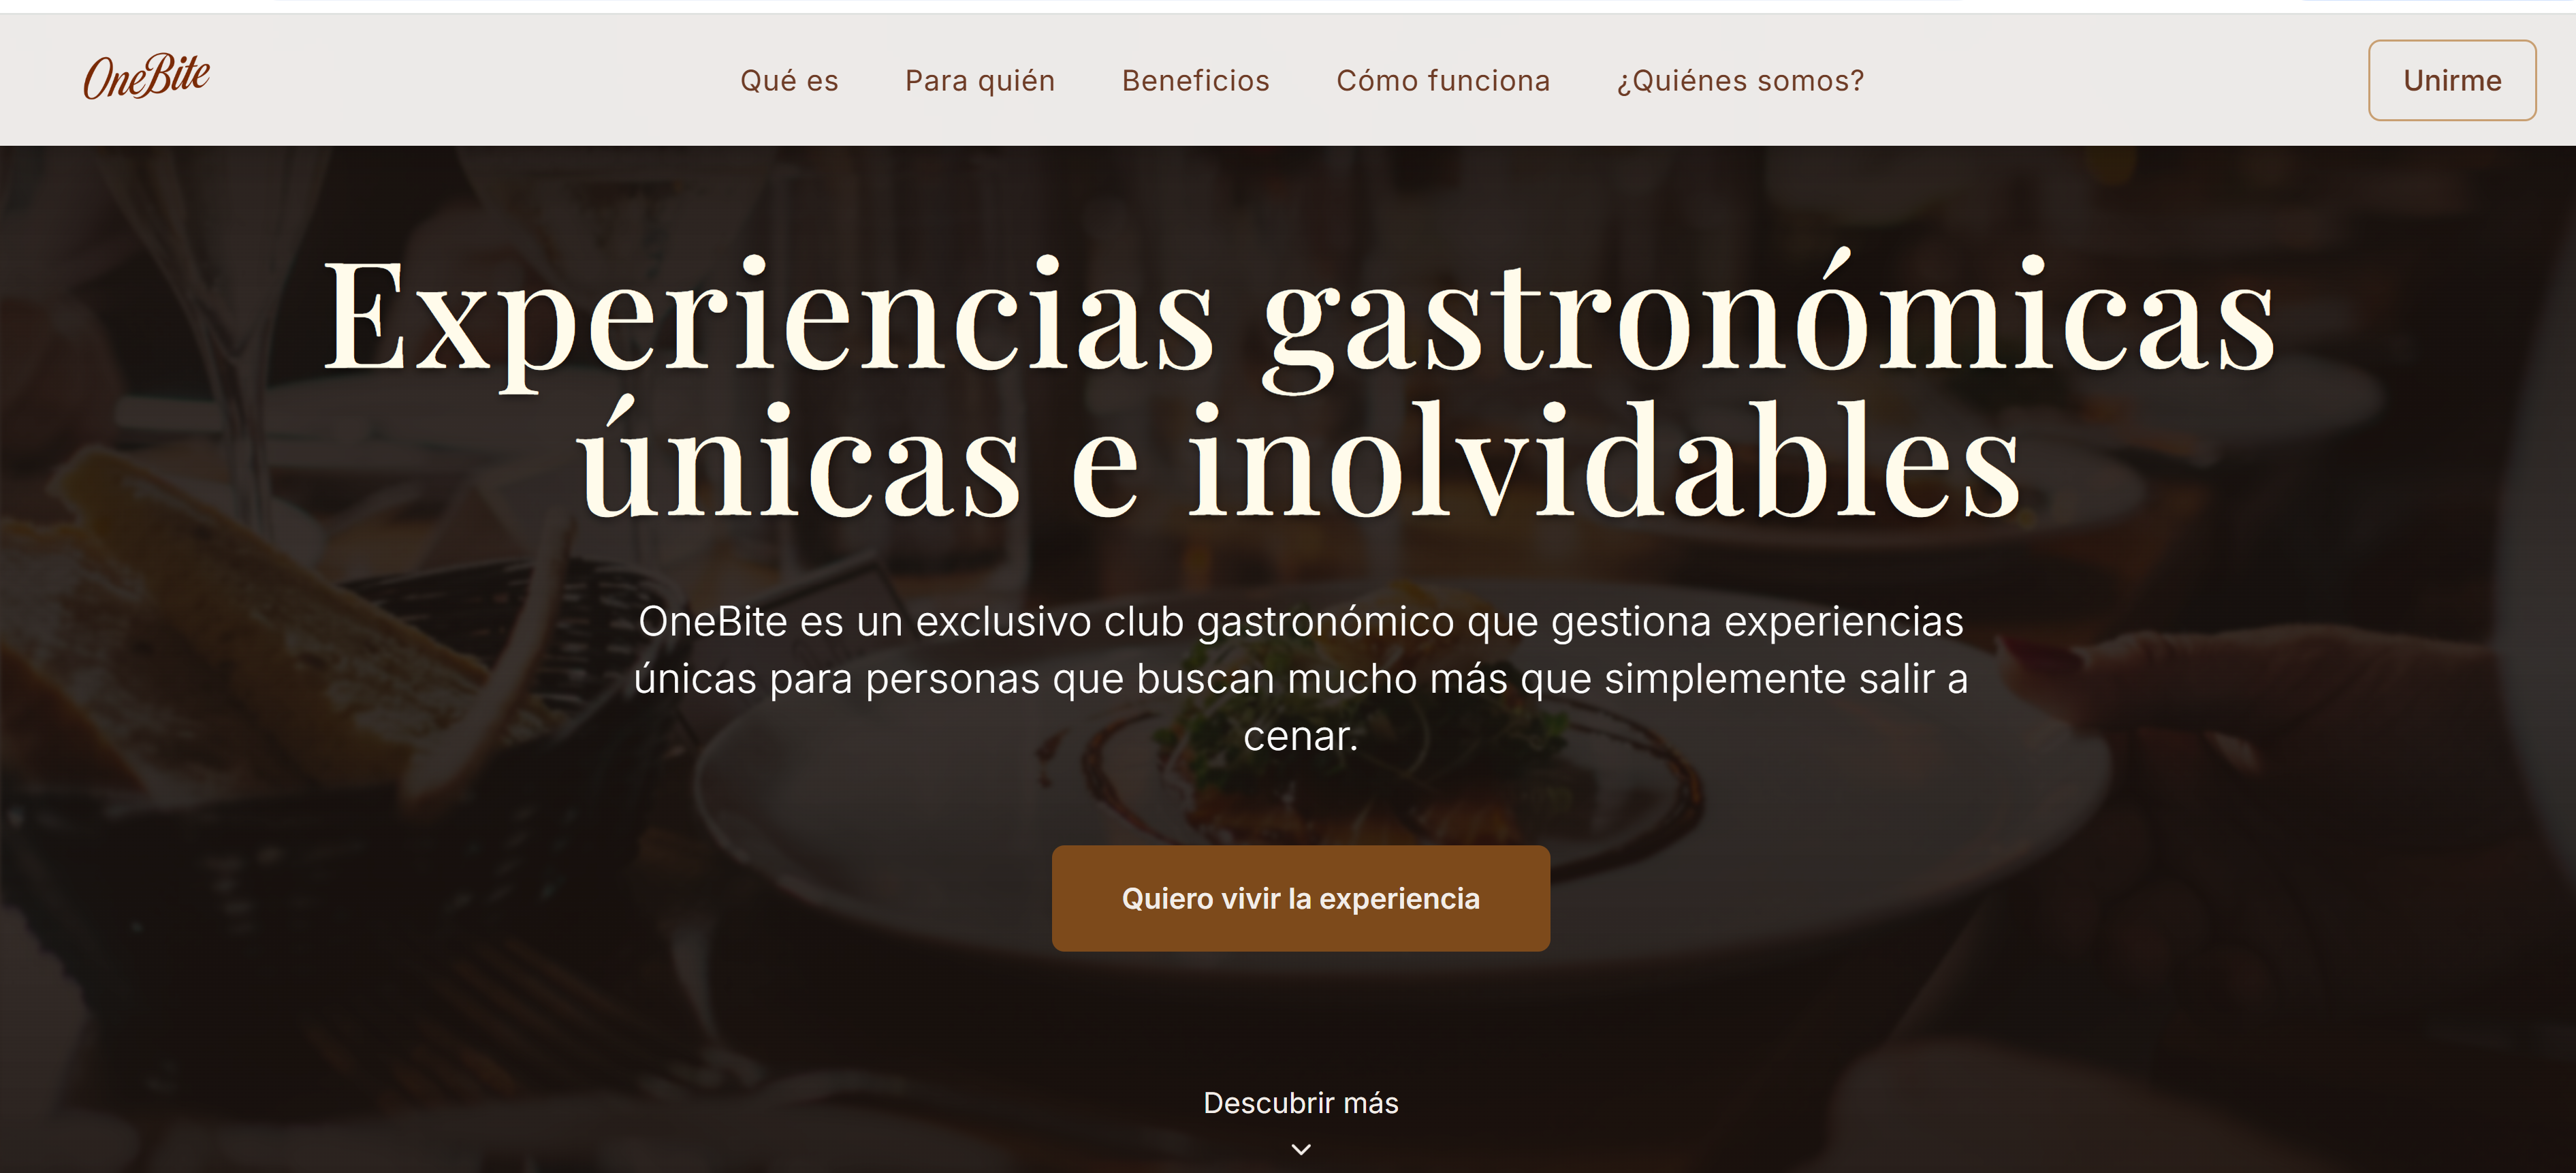 OneBite
Qué es
Para quién
Beneficios
Cómo funciona
¿Quiénes somos?
Unirme
Experiencias gastronómicas
únicas e inolvidables
OneBite es un exclusivo club gastronómico que gestiona experiencias
únicas para personas que buscan mucho más que simplemente salir a
cenar.
Quiero vivir la experiencia
Descubrir más